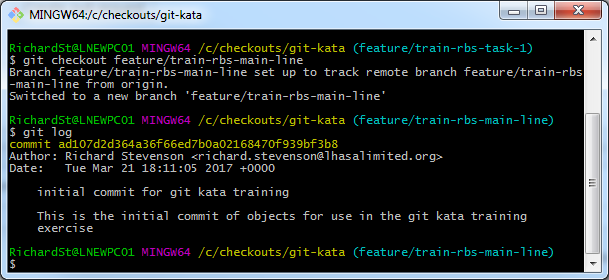 MINGW64:/c/checkouts/git-kata
RichardSt@LNEWPC01 MINGW64 /c/checkouts/git-kata (feature/train-rbs-task-1)
$ git checkout feature/train-rbs-main-line
Branch feature/train-rbs-main-line set up to track remote branch feature/train-rbs
-main-line from origin.
Switched to a new branch 'feature/train-rbs-main-line'
RichardSt@LNEWPC01 MINGW64 /c/checkouts/git-kata (feature/train-rbs-main-line)
$ git log
commit ad107d2d364a36f66ed7b0a02168470f939bf3b8
Author: Richard Stevenson <richard.stevenson@lhasalimited.org>
Date:   Tue Mar 21 18:11:05 2017 +0000
    initial commit for git kata training
    This is the initial commit of objects for use in the git kata training
    exercise
RichardSt@LNEWPC01 MINGW64 /c/checkouts/git-kata (feature/train-rbs-main-line)
$